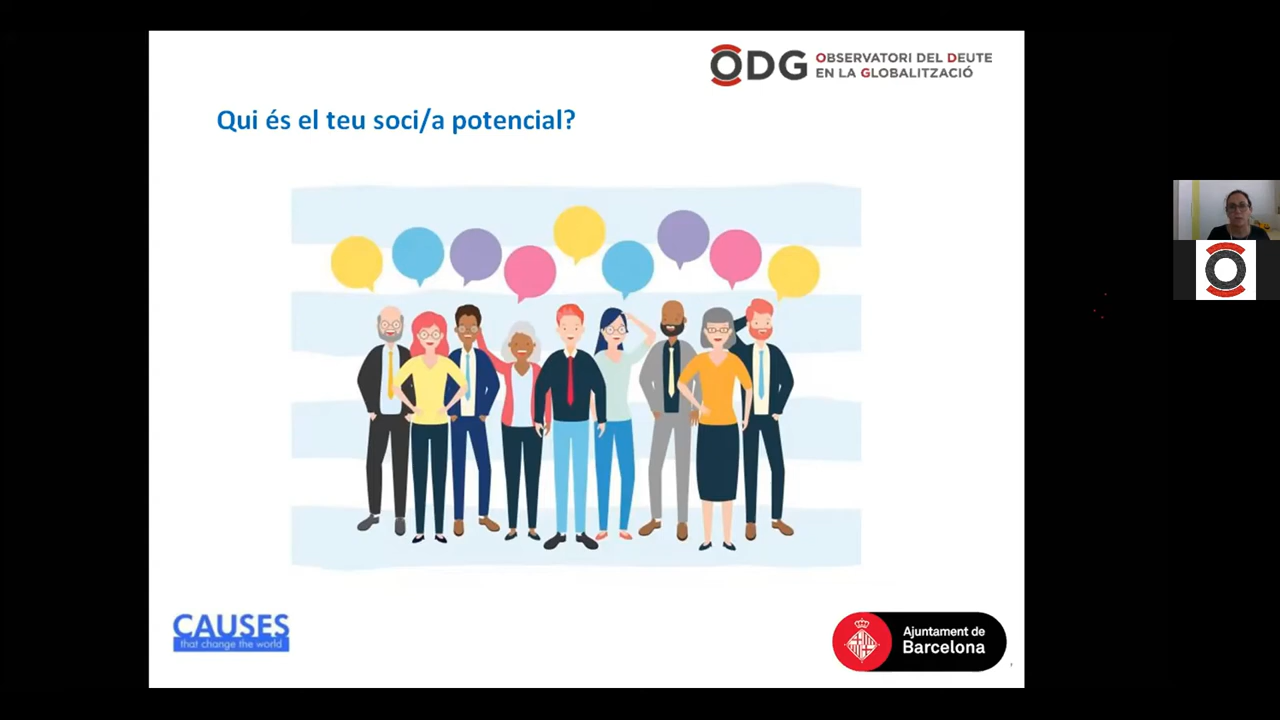 ODG OBSERVATORI DEL DEUTE
EN LA GLOBALITZACIÓ
Qui és el teu soci/a potencial?
CAUSES
that change the world
Ajuntament de
Barcelona